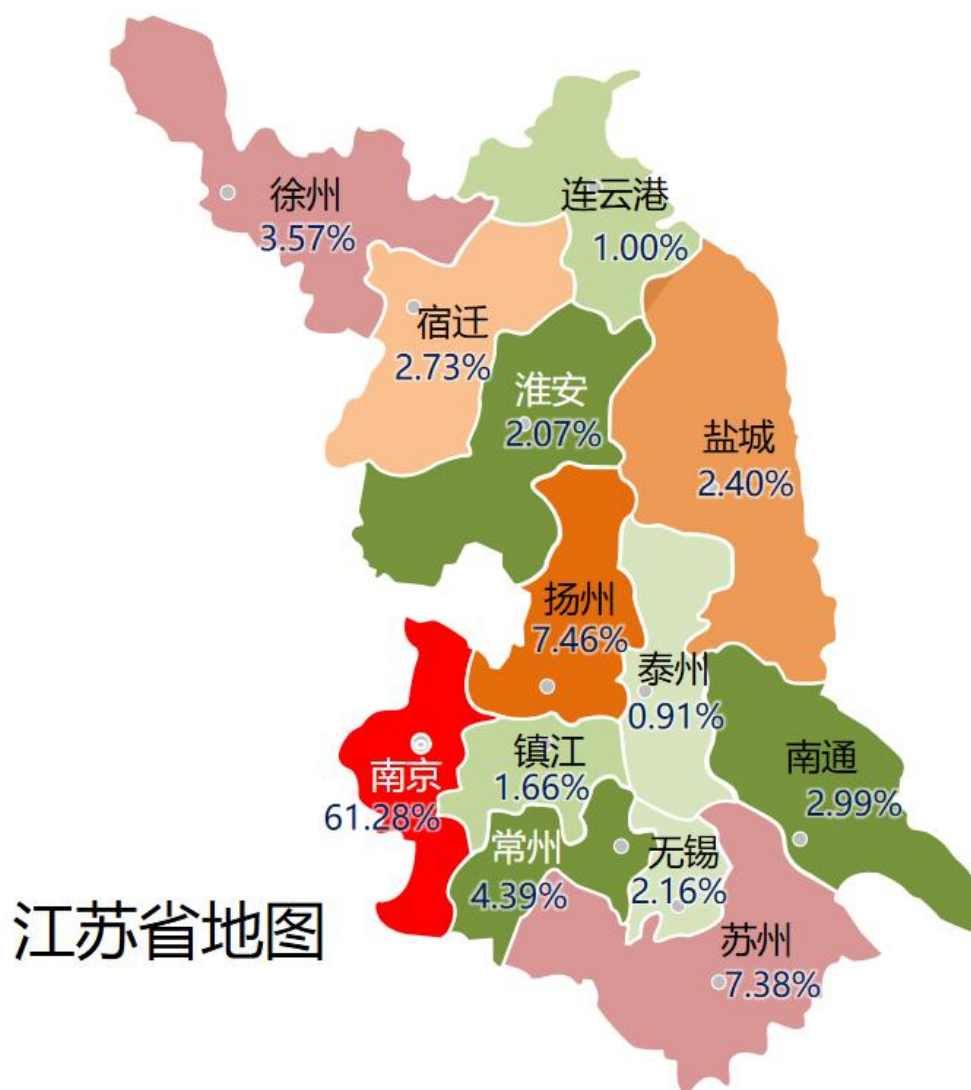 徐州
3.57%
连云港
1.00%
宿迁
2.73%
淮安
2.07%
盐城
2.40%
扬州
7.46%
泰州
0.91%
南京
61.28%
镇江
1.66%
南通
2.99%
常州
4.39%
无锡
2.16%
苏州
7.38%
江苏省地图